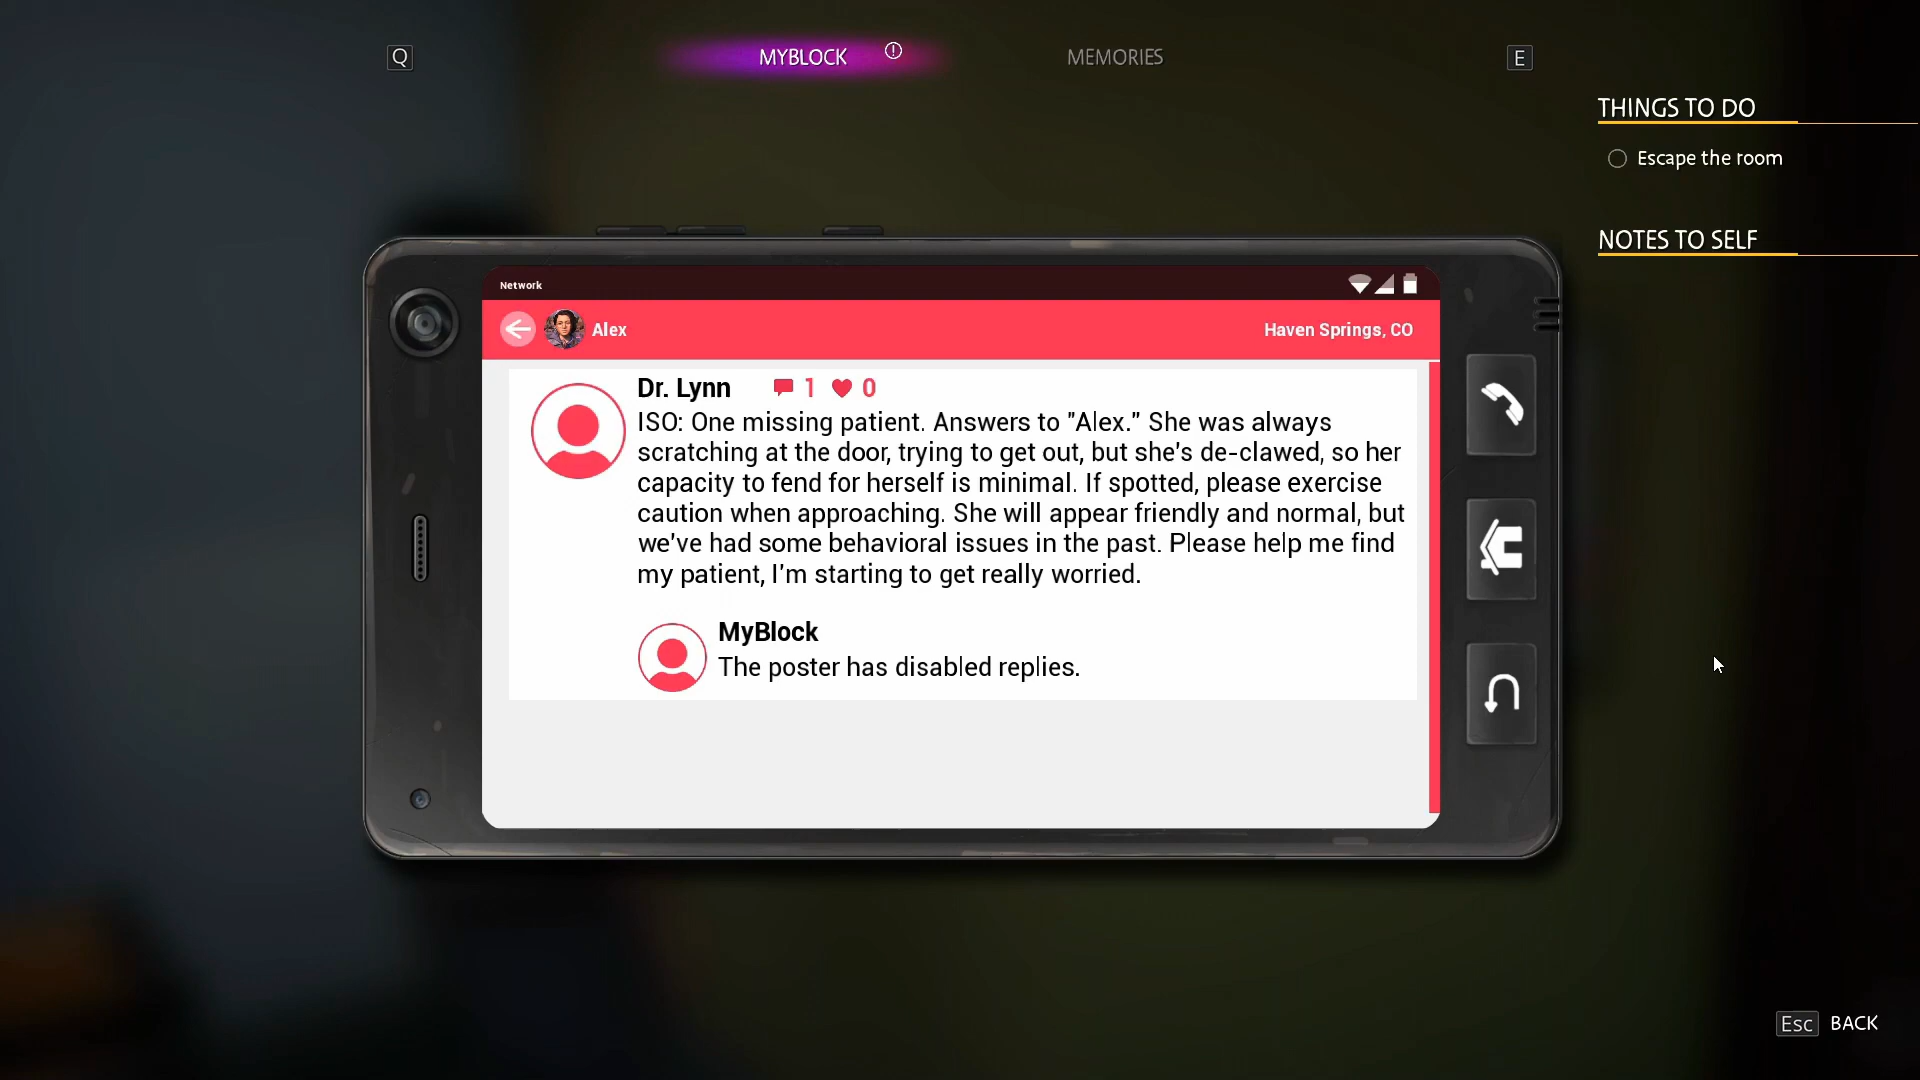 Q
MYBLOCK
MEMORIES
E
THINGS TO DO
Escape the room
NOTES TO SELF
Network
Alex
Haven Springs, CO
Dr. Lynn 1 0
ISO: One missing patient. Answers to "Alex." She was always
scratching at the door, trying to get out, but she's de-clawed, so her
capacity to fend for herself is minimal. If spotted, please exercise
caution when approaching. She will appear friendly and normal, but
we've had some behavioral issues in the past. Please help me find
my patient, I'm starting to get really worried.
MyBlock
The poster has disabled replies.
Esc BACK